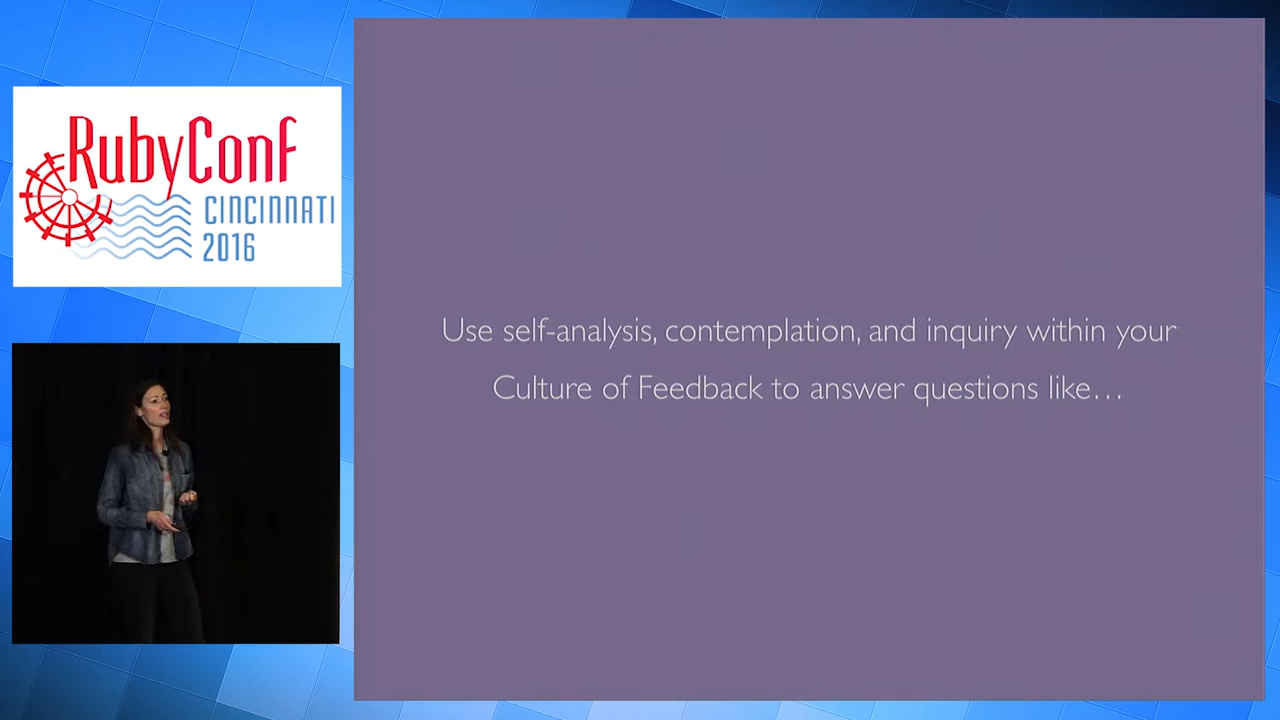 RubyConf
CINCINNATI
2016
Use self-analysis, contemplation, and inquiry within your
Culture of Feedback to answer questions like…